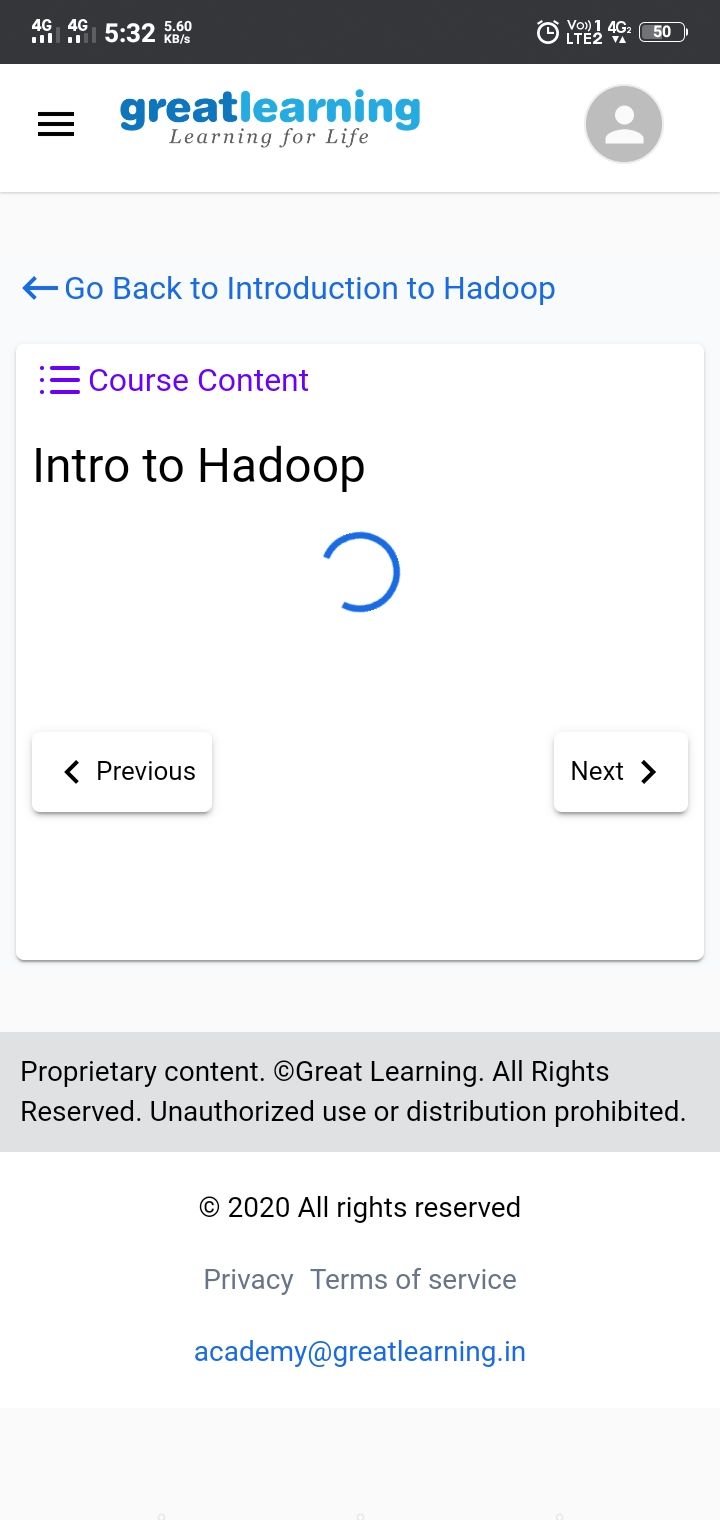 4G 4G 5:32 5.60 KB/s Vo) 1 LTE2 4G2 50
greatlearning
Learning for Life
Go Back to Introduction to Hadoop
Course Content
Intro to Hadoop
Previous Next
Proprietary content. ©Great Learning. All Rights
Reserved. Unauthorized use or distribution prohibited.
© 2020 All rights reserved
Privacy Terms of service
academy@greatlearning.in